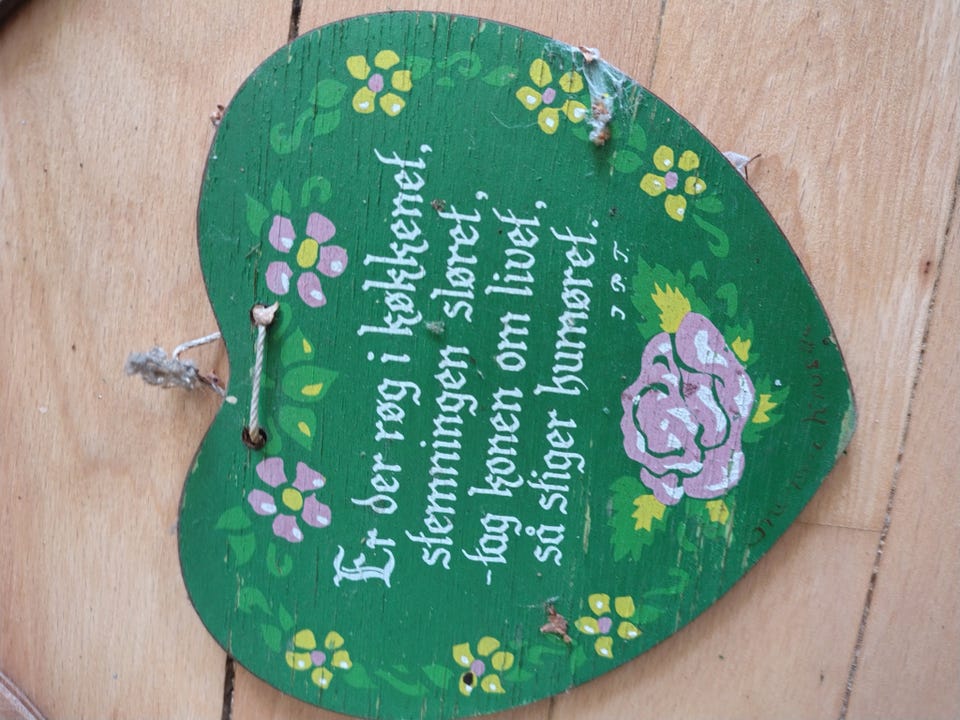 Er der røg i køkkenet,
stemningen sløret,
-tag konen om livet,
så stiger humøret.